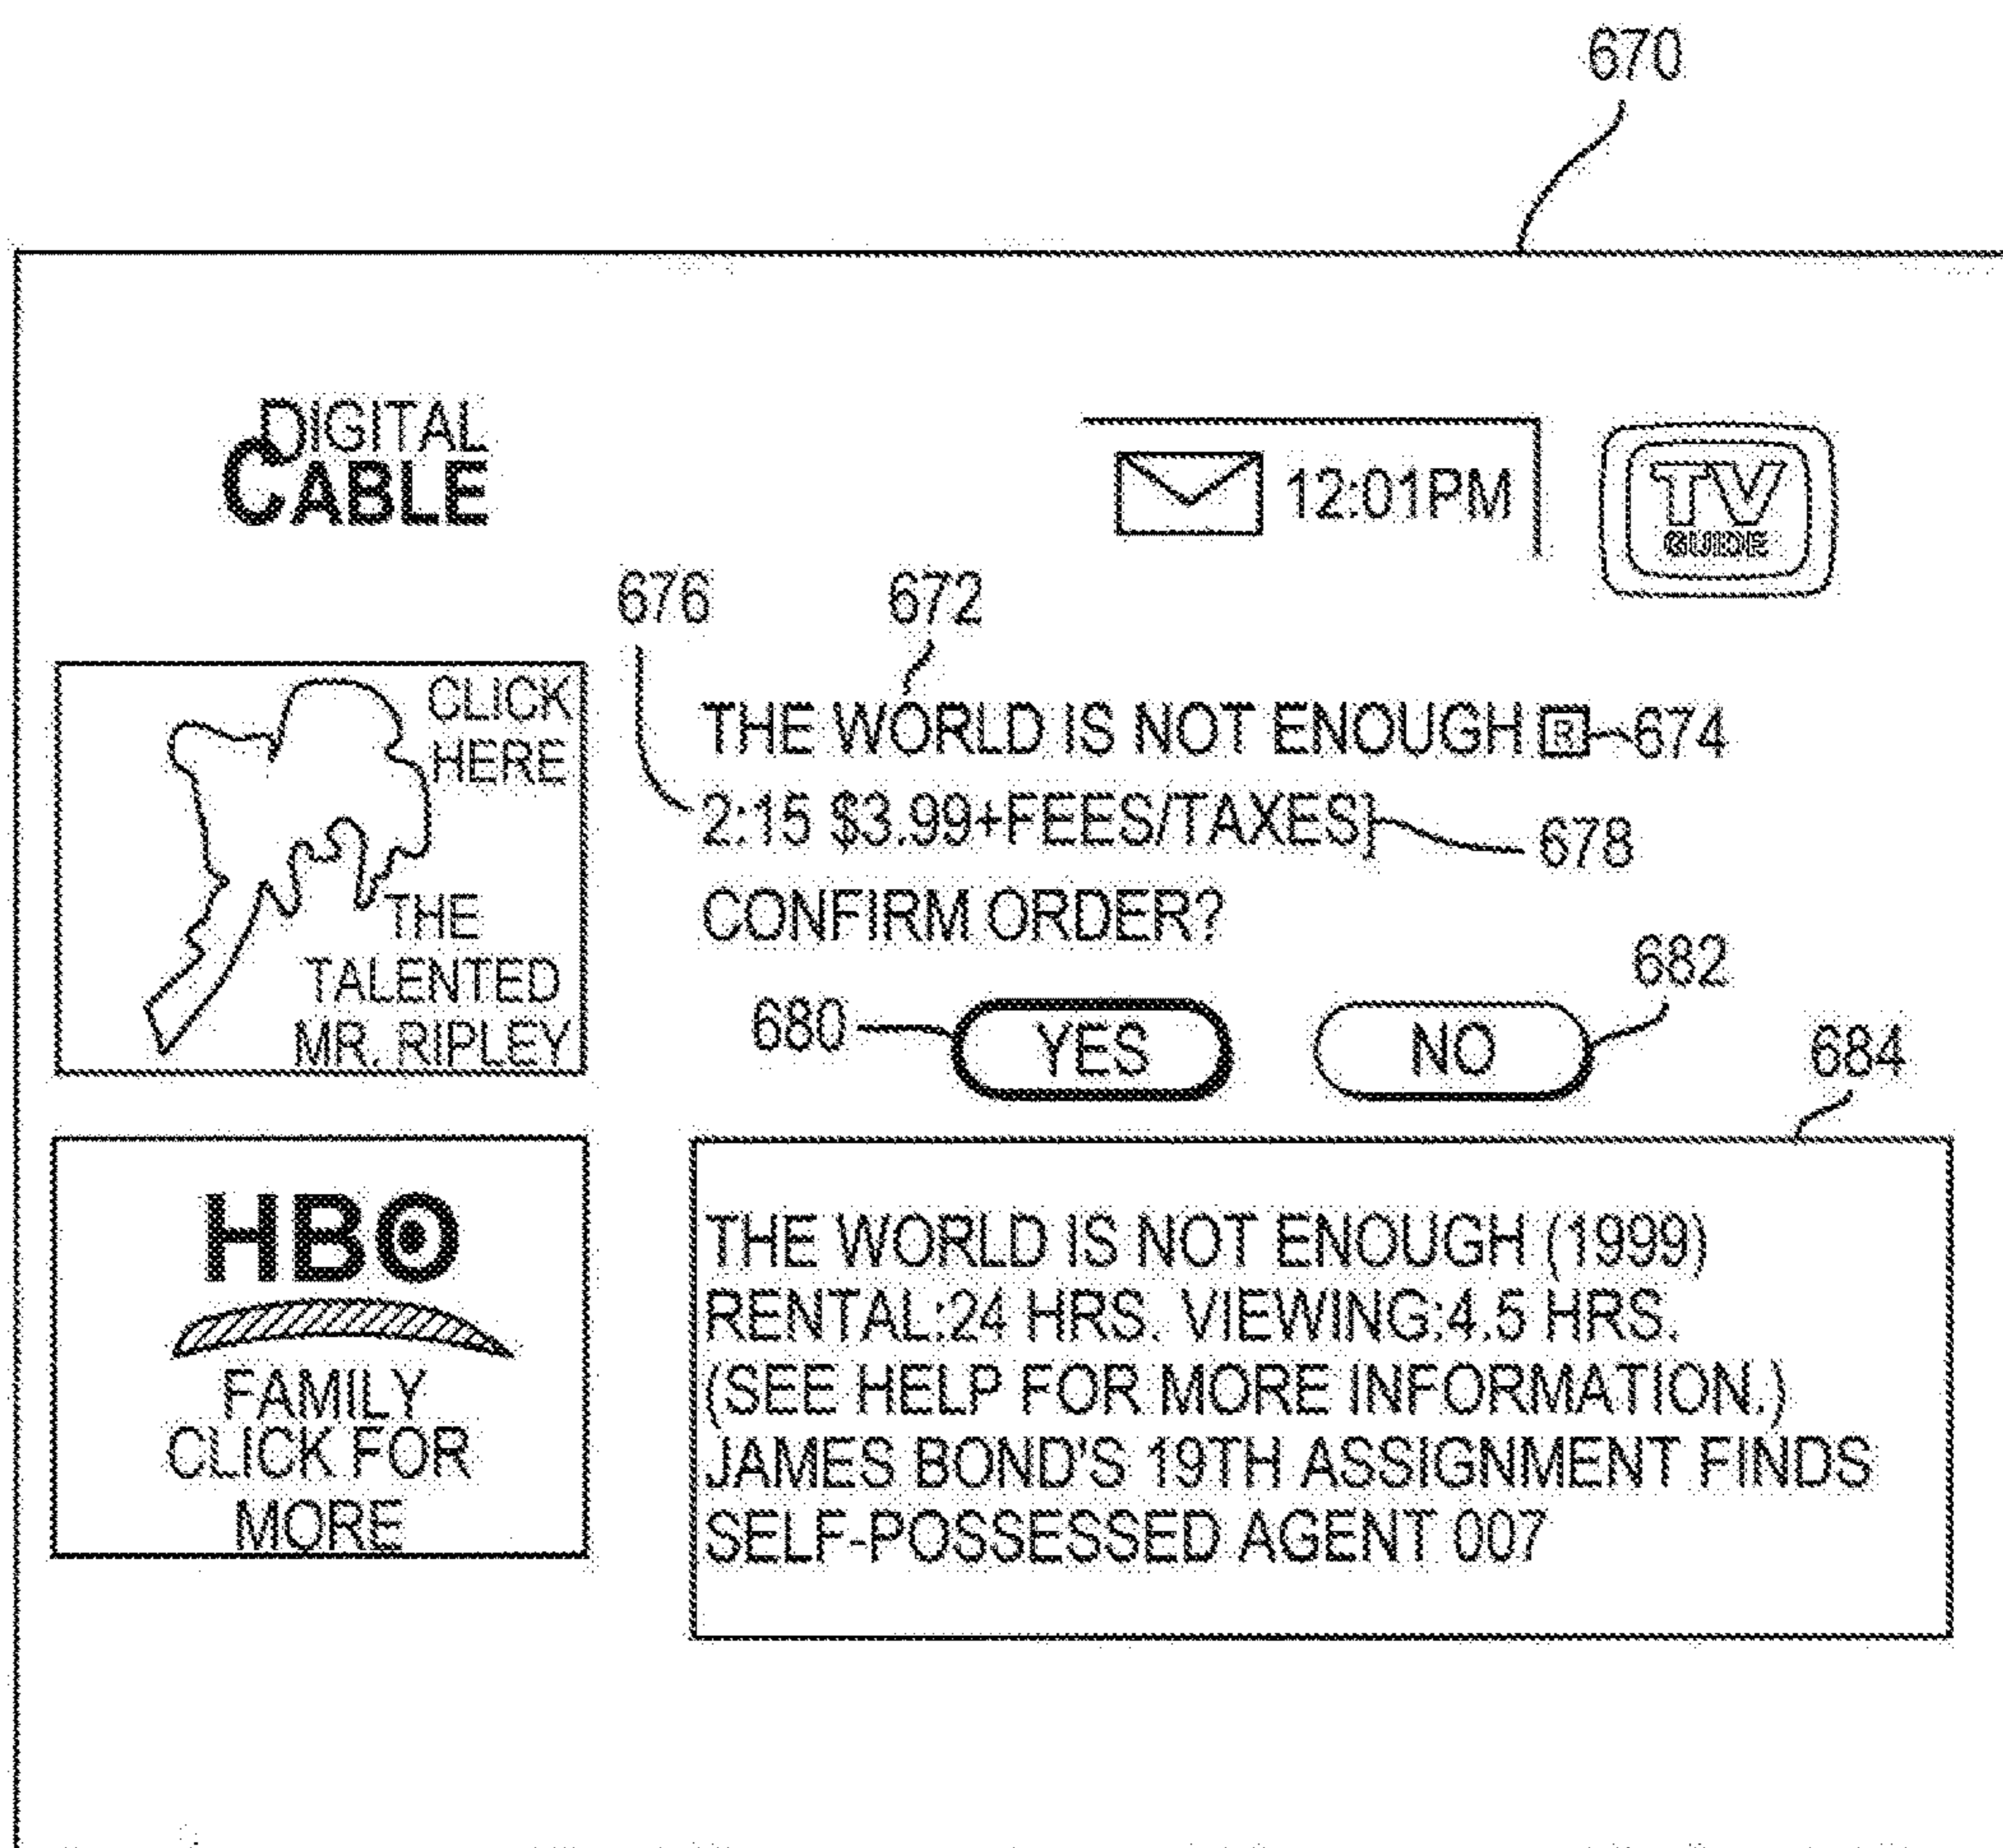 670
DIGITAL
CABLE
12:01PM
TV
GUIDE
676
672
CLICK
HERE
THE
TALENTED
MR. RIPLEY
THE WORLD IS NOT ENOUGH R 674
2:15 $3.99+FEES/TAXES} 678
CONFIRM ORDER?
682
680 YES NO
684
HBO
FAMILY
CLICK FOR
MORE
THE WORLD IS NOT ENOUGH (1999)
RENTAL:24 HRS. VIEWING:4.5 HRS.
(SEE HELP FOR MORE INFORMATION.)
JAMES BOND'S 19TH ASSIGNMENT FINDS
SELF-POSSESSED AGENT 007